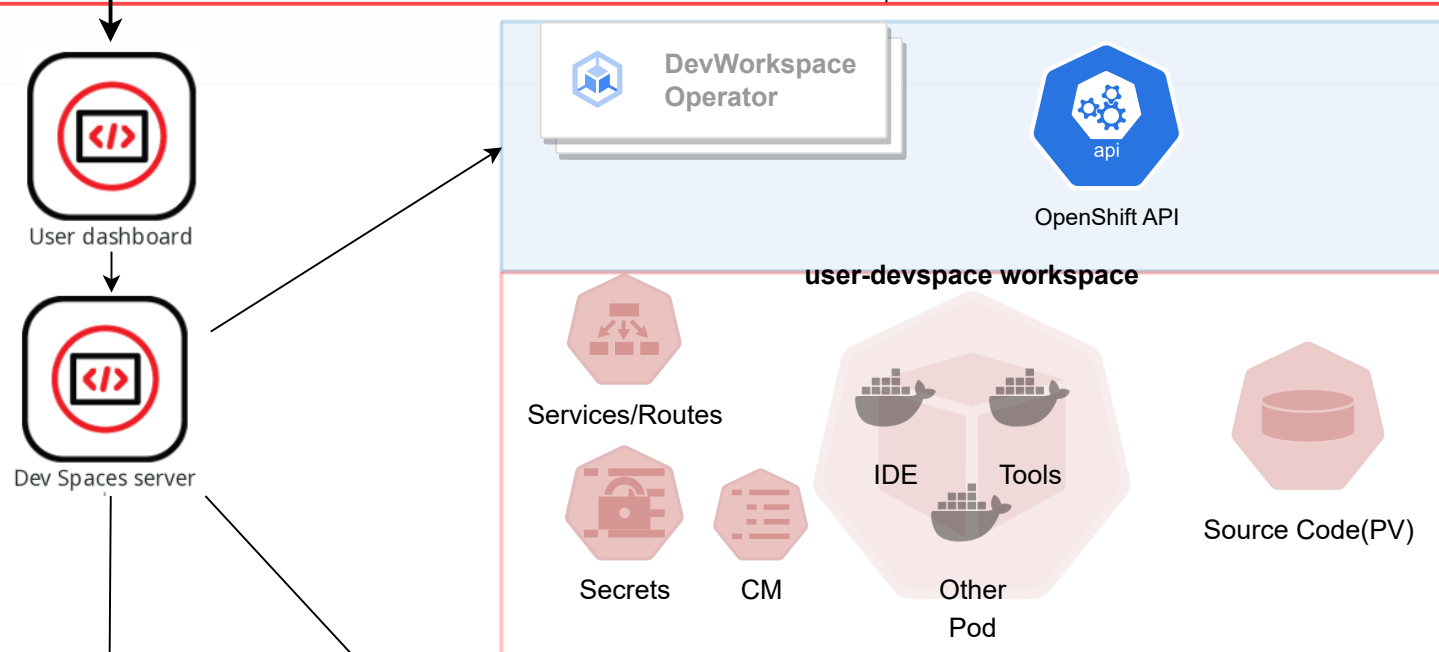 </>
User dashboard
</>
Dev Spaces server
DevWorkspace
Operator
api
OpenShift API
user-devspace workspace
Services/Routes
Secrets
CM
IDE
Tools
Other
Pod
Source Code(PV)